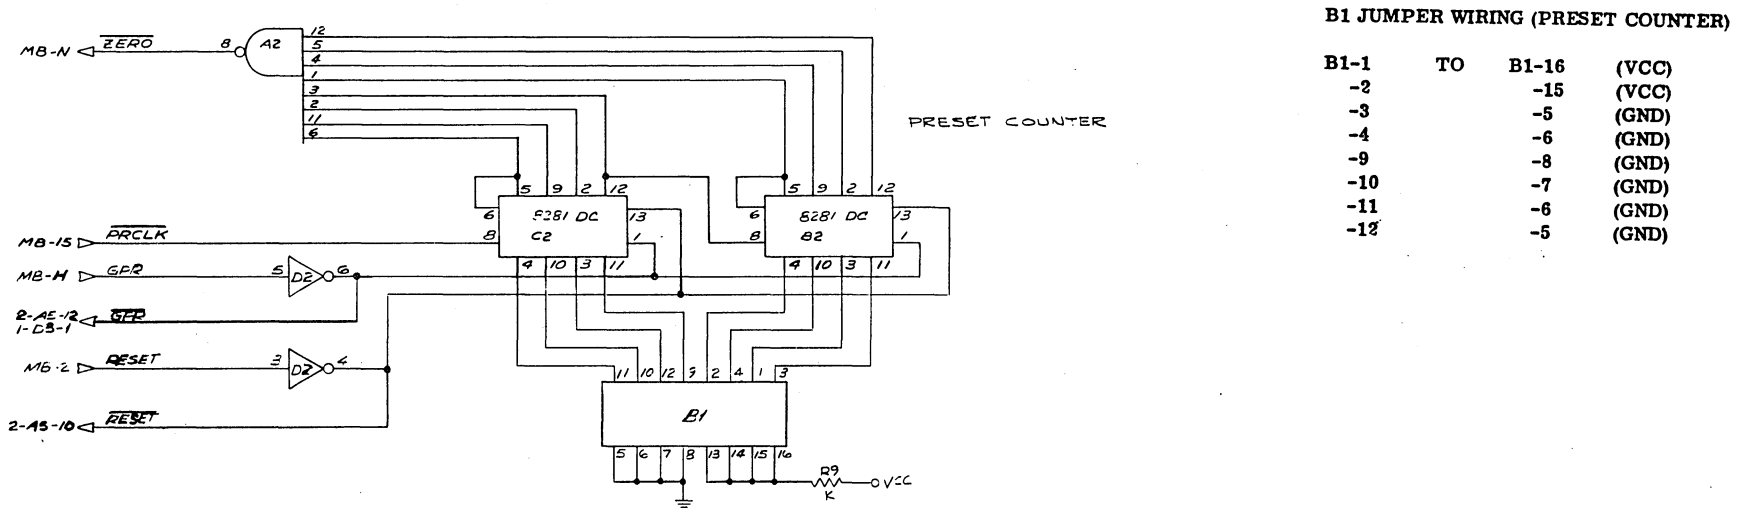 B1 JUMPER WIRING (PRESET COUNTER)
B1-1 TO B1-16 (VCC)
-2 -15 (VCC)
-3 -5 (GND)
-4 -6 (GND)
-9 -8 (GND)
-10 -7 (GND)
-11 -6 (GND)
-12 -5 (GND)
PRESET COUNTER
MB-N ZERO 8 A2
12
5
4
1
3
2
11
6
5 9 2 12
5 9 2 12
6 8281 DC 13
8 C2 1
6 8281 DC 13
8 B2 1
4 10 3 11
4 10 3 11
MB-15 PRCLK
MB-H GPR 5 D2 6
2-AE-12
1-D3-1
MB-2 RESET 3 D2 4
2-A5-10 RESET
11 10 12 9 2 4 1 3
B1
5 6 7 8 13 14 15 16
R9
K
VCC